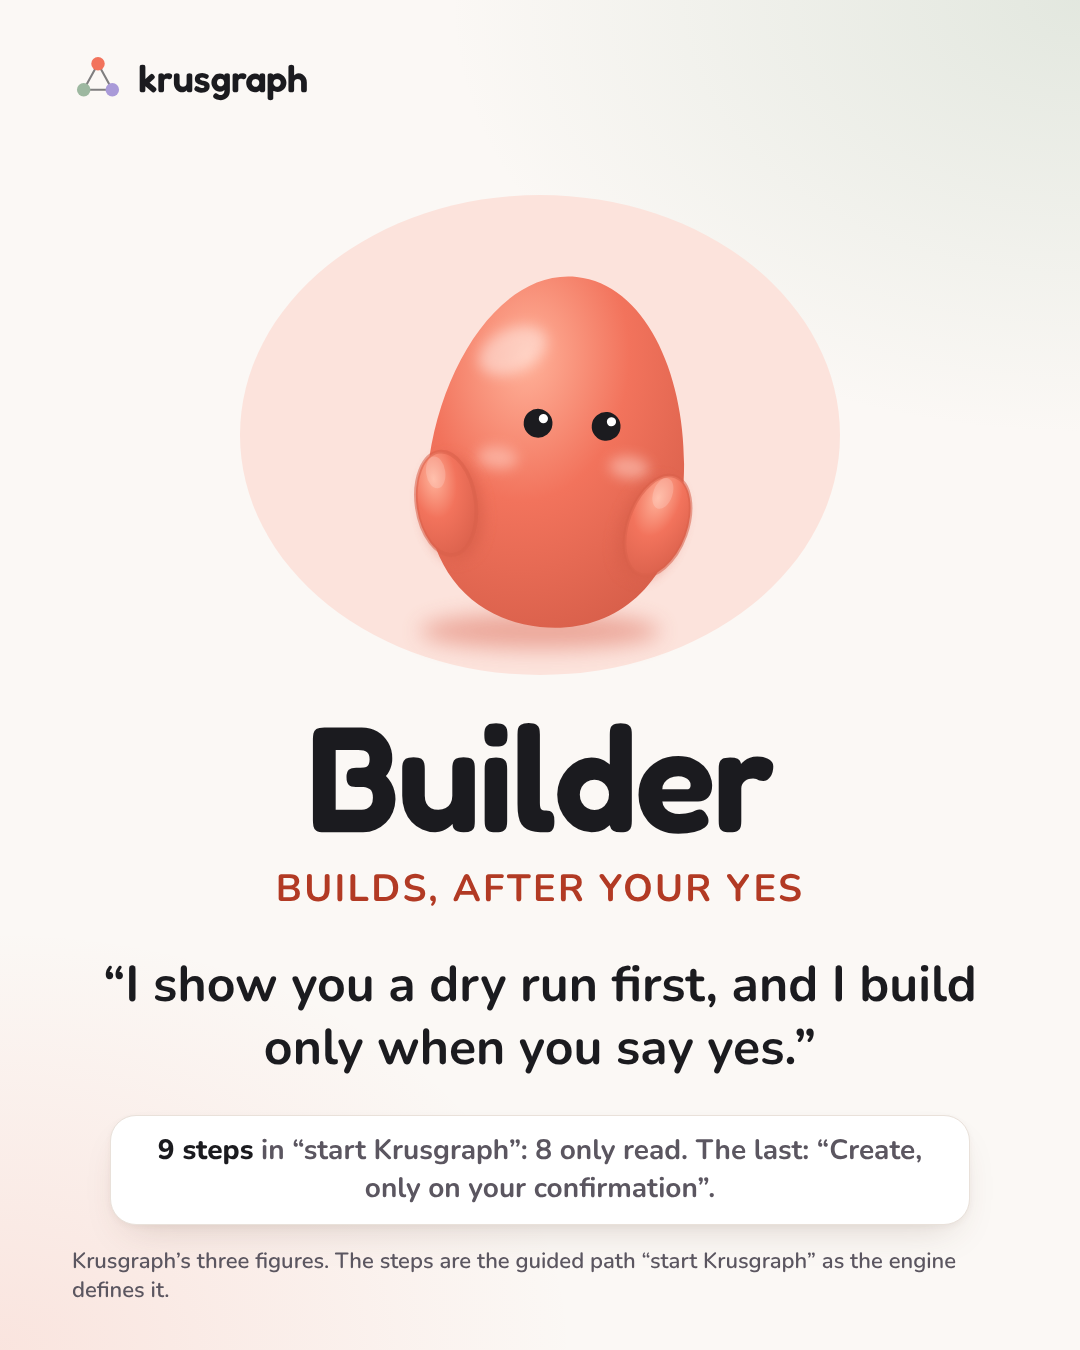 krusgraph
Builder
BUILDS, AFTER YOUR YES
“I show you a dry run first, and I build
only when you say yes.”
9 steps in “start Krusgraph”: 8 only read. The last: “Create,
only on your confirmation”.
Krusgraph’s three figures. The steps are the guided path “start Krusgraph” as the engine
defines it.